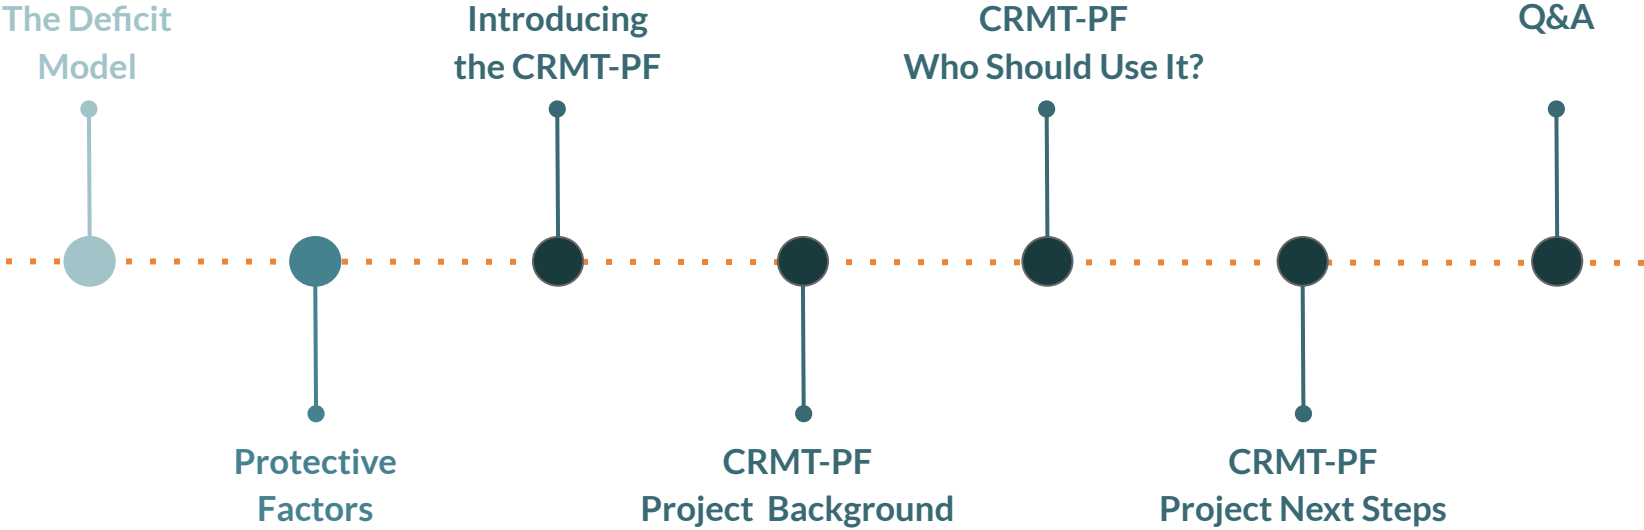 The Deficit
Model
Protective
Factors
Introducing
the CRMT-PF
CRMT-PF
Project  Background
CRMT-PF
Who Should Use It?
CRMT-PF
Project Next Steps
Q&A